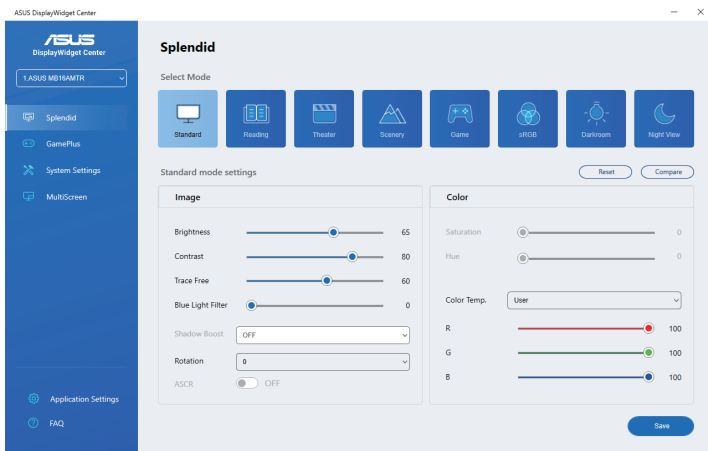 ASUS DisplayWidget Center
ASUS
DisplayWidget Center
1.ASUS MB16AMTR
Splendid
GamePlus
System Settings
MultiScreen
Application Settings
FAQ
Splendid
Select Mode
Standard
Reading
Theater
Scenery
Game
sRGB
Darkroom
Night View
Standard mode settings
Reset
Compare
Image
Brightness 65
Contrast 80
Trace Free 60
Blue Light Filter 0
Shadow Boost OFF
Rotation 0
ASCR OFF
Color
Saturation 0
Hue 0
Color Temp. User
R 100
G 100
B 100
Save